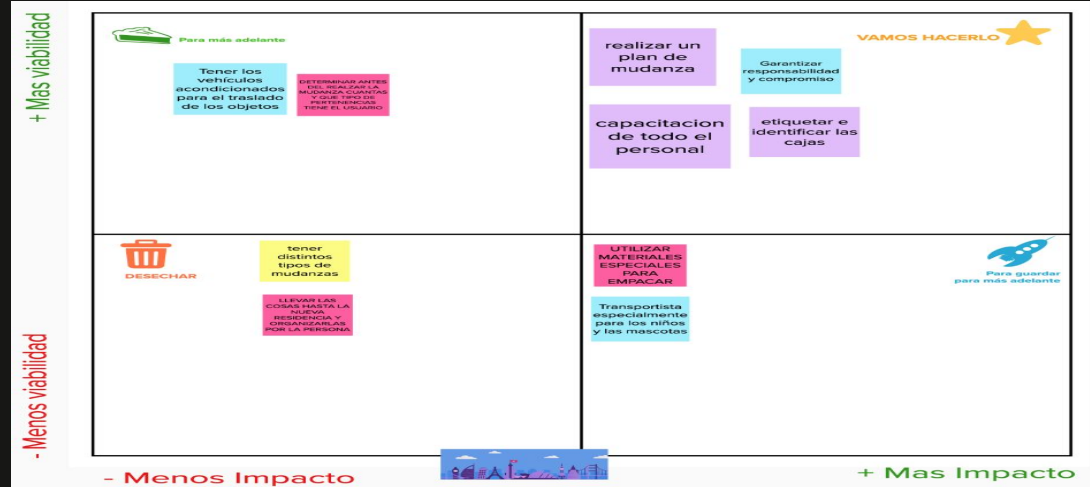 + Mas viabilidad
Para más adelante
Tener los
vehículos
acondicionados
para el traslado
de los objetos
DETERMINAR ANTES
DEL REALZAR LA
MUDANZA CUANTAS
Y QUE TIPO DE
PERTENENCIAS
TIENE EL USUARIO
realizar un
plan de
mudanza
Garantizar
responsabilidad
y compromiso
VAMOS HACERLO
capacitacion
de todo el
personal
etiquetar e
identificar las
cajas
- Menos viabilidad
DESECHAR
tener
distintos
tipos de
mudanzas
LLEVAR LAS
COSAS HASTA LA
NUEVA
RESIDENCIA Y
ORGANIZARLAS
POR LA PERSONA
UTILIZAR
MATERIALES
ESPECIALES
PARA
EMPACAR
Transportista
especialmente
para los niños
y las mascotas
Para guardar
para más adelante
- Menos Impacto
+ Mas Impacto